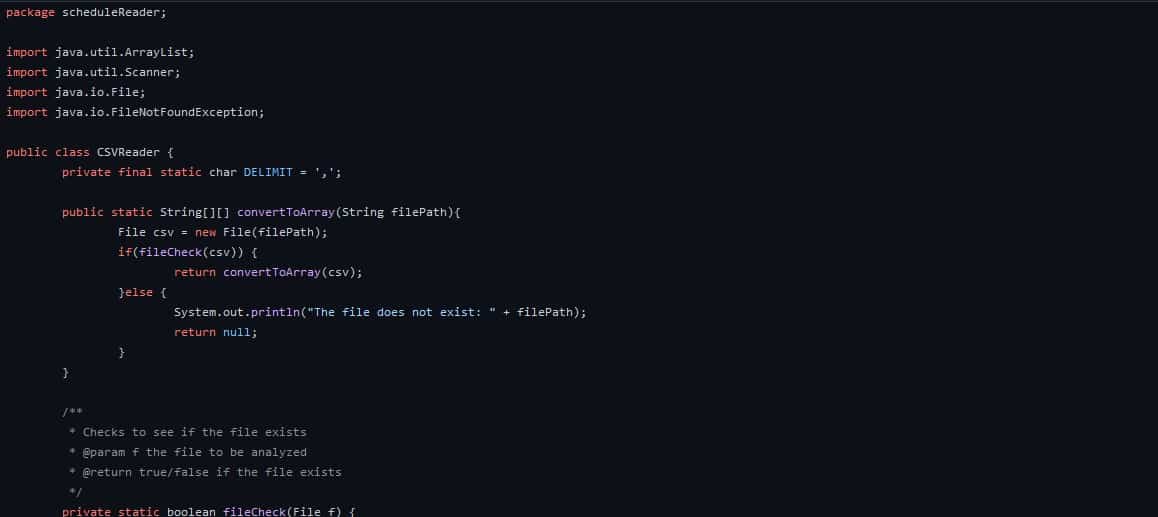 package scheduleReader;
import java.util.ArrayList;
import java.util.Scanner;
import java.io.File;
import java.io.FileNotFoundException;
public class CSVReader {
private final static char DELIMIT = ',';
public static String[][] convertToArray(String filePath){
File csv = new File(filePath);
if(fileCheck(csv)) {
return convertToArray(csv);
}else {
System.out.println("The file does not exist: " + filePath);
return null;
}
}
/**
* Checks to see if the file exists
* @param f the file to be analyzed
* @return true/false if the file exists
*/
private static boolean fileCheck(File f) {